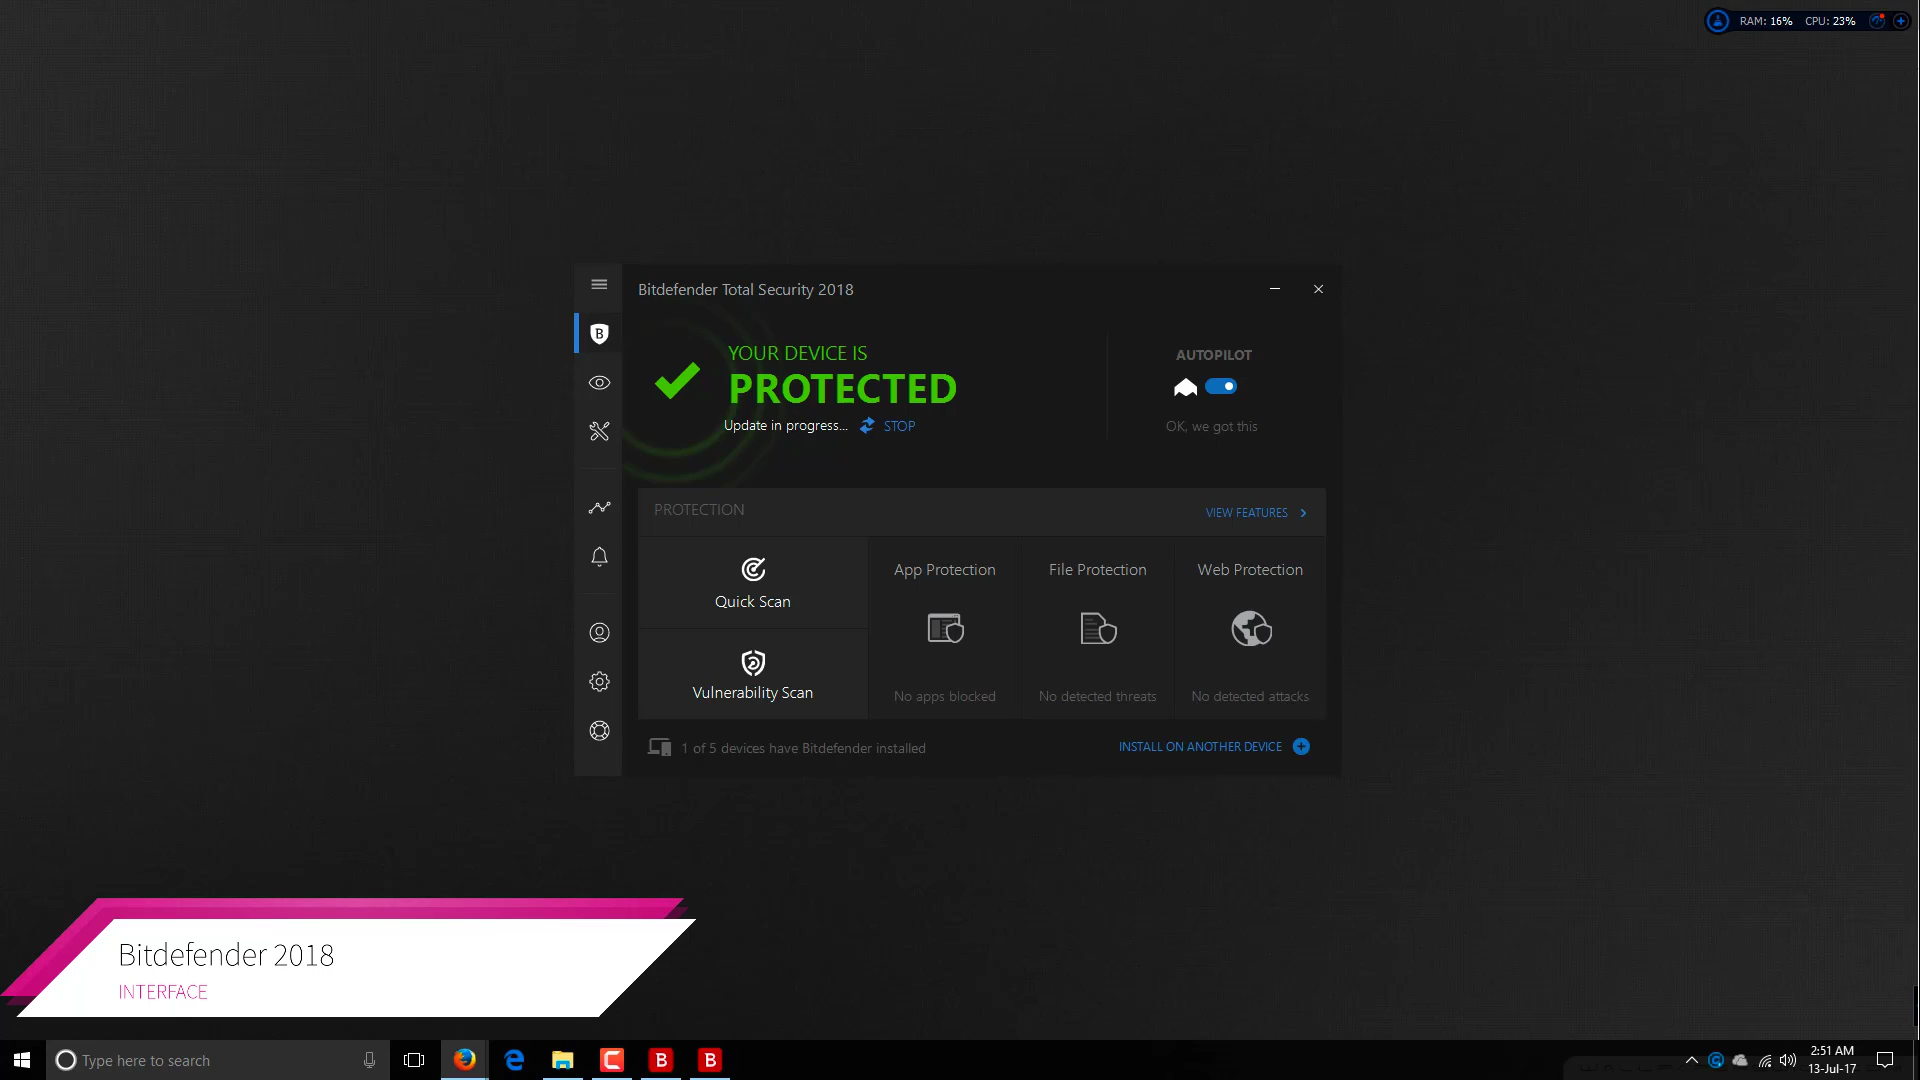 RAM: 16% CPU: 23%
Bitdefender Total Security 2018
YOUR DEVICE IS
PROTECTED
Update in progress... STOP
AUTOPILOT
OK, we got this
PROTECTION
VIEW FEATURES
Quick Scan
Vulnerability Scan
App Protection
File Protection
Web Protection
No apps blocked
No detected threats
No detected attacks
1 of 5 devices have Bitdefender installed
INSTALL ON ANOTHER DEVICE
Bitdefender 2018
INTERFACE
Type here to search
2:51 AM
13-Jul-17